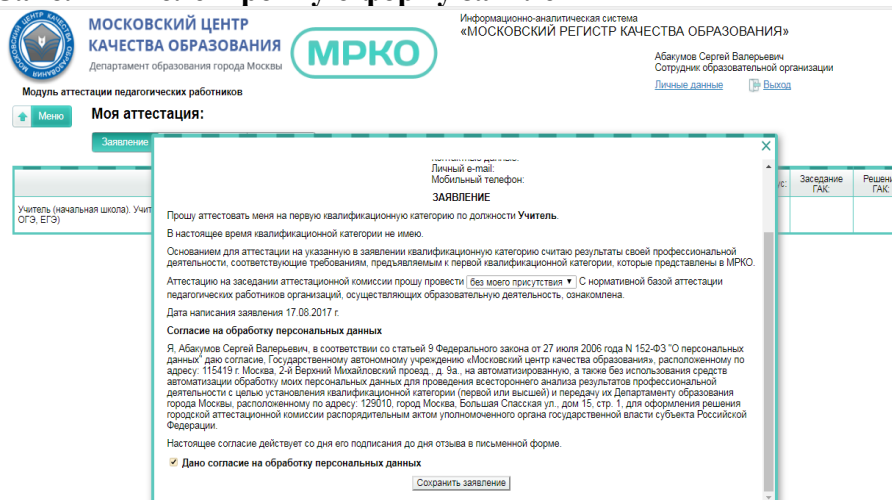 МОСКОВСКИЙ ЦЕНТР
КАЧЕСТВА ОБРАЗОВАНИЯ
Департамент образования города Москвы
МРКО
Информационно-аналитическая система
«МОСКОВСКИЙ РЕГИСТР КАЧЕСТВА ОБРАЗОВАНИЯ»
Абакумов Сергей Валерьевич
Сотрудник образовательной организации
Личные данные Выход
Модуль аттестации педагогических работников
Меню
Моя аттестация:
Заявление
Заседание
ГАК:
ГАК:
Учитель (начальная школа).
ОГЭ, ЕГЭ)
Личный e-mail:
Мобильный телефон:
ЗАЯВЛЕНИЕ
Прошу аттестовать меня на первую квалификационную категорию по должности Учитель.
В настоящее время квалификационной категории не имею.
Основанием для аттестации на указанную в заявлении квалификационную категорию считаю результаты своей профессиональной
деятельности, соответствующие требованиям, предъявляемым к первой квалификационной категории, которые представлены в МРКО.
Аттестацию на заседании аттестационной комиссии прошу провести без моего присутствия ▼ С нормативной базой аттестации
педагогических работников организаций, осуществляющих образовательную деятельность, ознакомлена.
Дата написания заявления 17.08.2017 г.
Согласие на обработку персональных данных
Я, Абакумов Сергей Валерьевич, в соответствии со статьей 9 Федерального закона от 27 июля 2006 года N 152-ФЗ "О персональных
данных" даю согласие, Государственному автономному учреждению «Московский центр качества образования», расположенному по
адресу: 115419 г. Москва, 2-й Верхний Михайловский проезд., д. 9а., на автоматизированную, а также без использования средств
автоматизации обработку моих персональных данных для проведения всестороннего анализа результатов профессиональной
деятельности с целью установления квалификационной категории (первой или высшей) и передачу их Департаменту образования
города Москвы, расположенному по адресу: 129010, город Москва, Большая Спасская ул., дом 15, стр. 1, для оформления решения
городской аттестационной комиссии распорядительным актом уполномоченного органа государственной власти субъекта Российской
Федерации.
Настоящее согласие действует со дня его подписания до дня отзыва в письменной форме.
Дано согласие на обработку персональных данных
Сохранить заявление